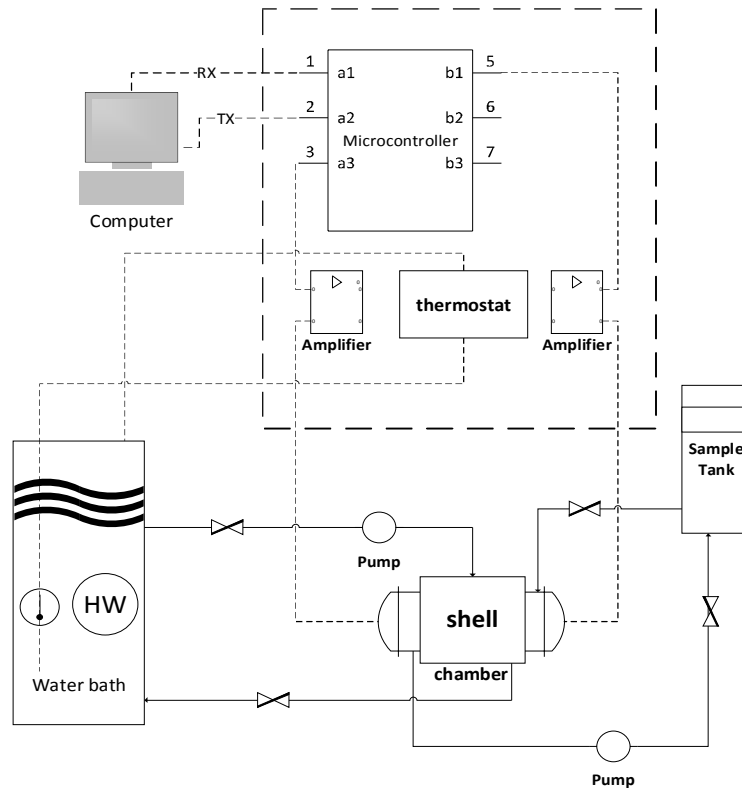 1
5
RX
a1
b1
2
6
TX
a2
b2
Microcontroller
3
7
a3
b3
Computer
thermostat
Amplifier
Amplifier
Sample
Tank
Pump
HW
shell
Water bath
chamber
Pump